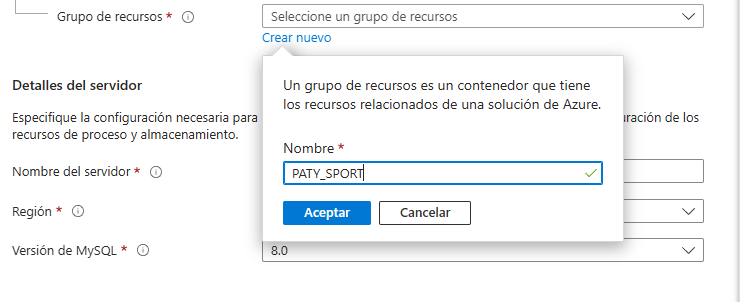 Grupo de recursos *
Seleccione un grupo de recursos
Crear nuevo
Un grupo de recursos es un contenedor que tiene
los recursos relacionados de una solución de Azure.
Nombre *
PATY_SPORT
Aceptar
Cancelar
Detalles del servidor
Especifique la configuración necesaria para
uración de los
recursos de proceso y almacenamiento.
Nombre del servidor *
Región *
Versión de MySQL *
8.0